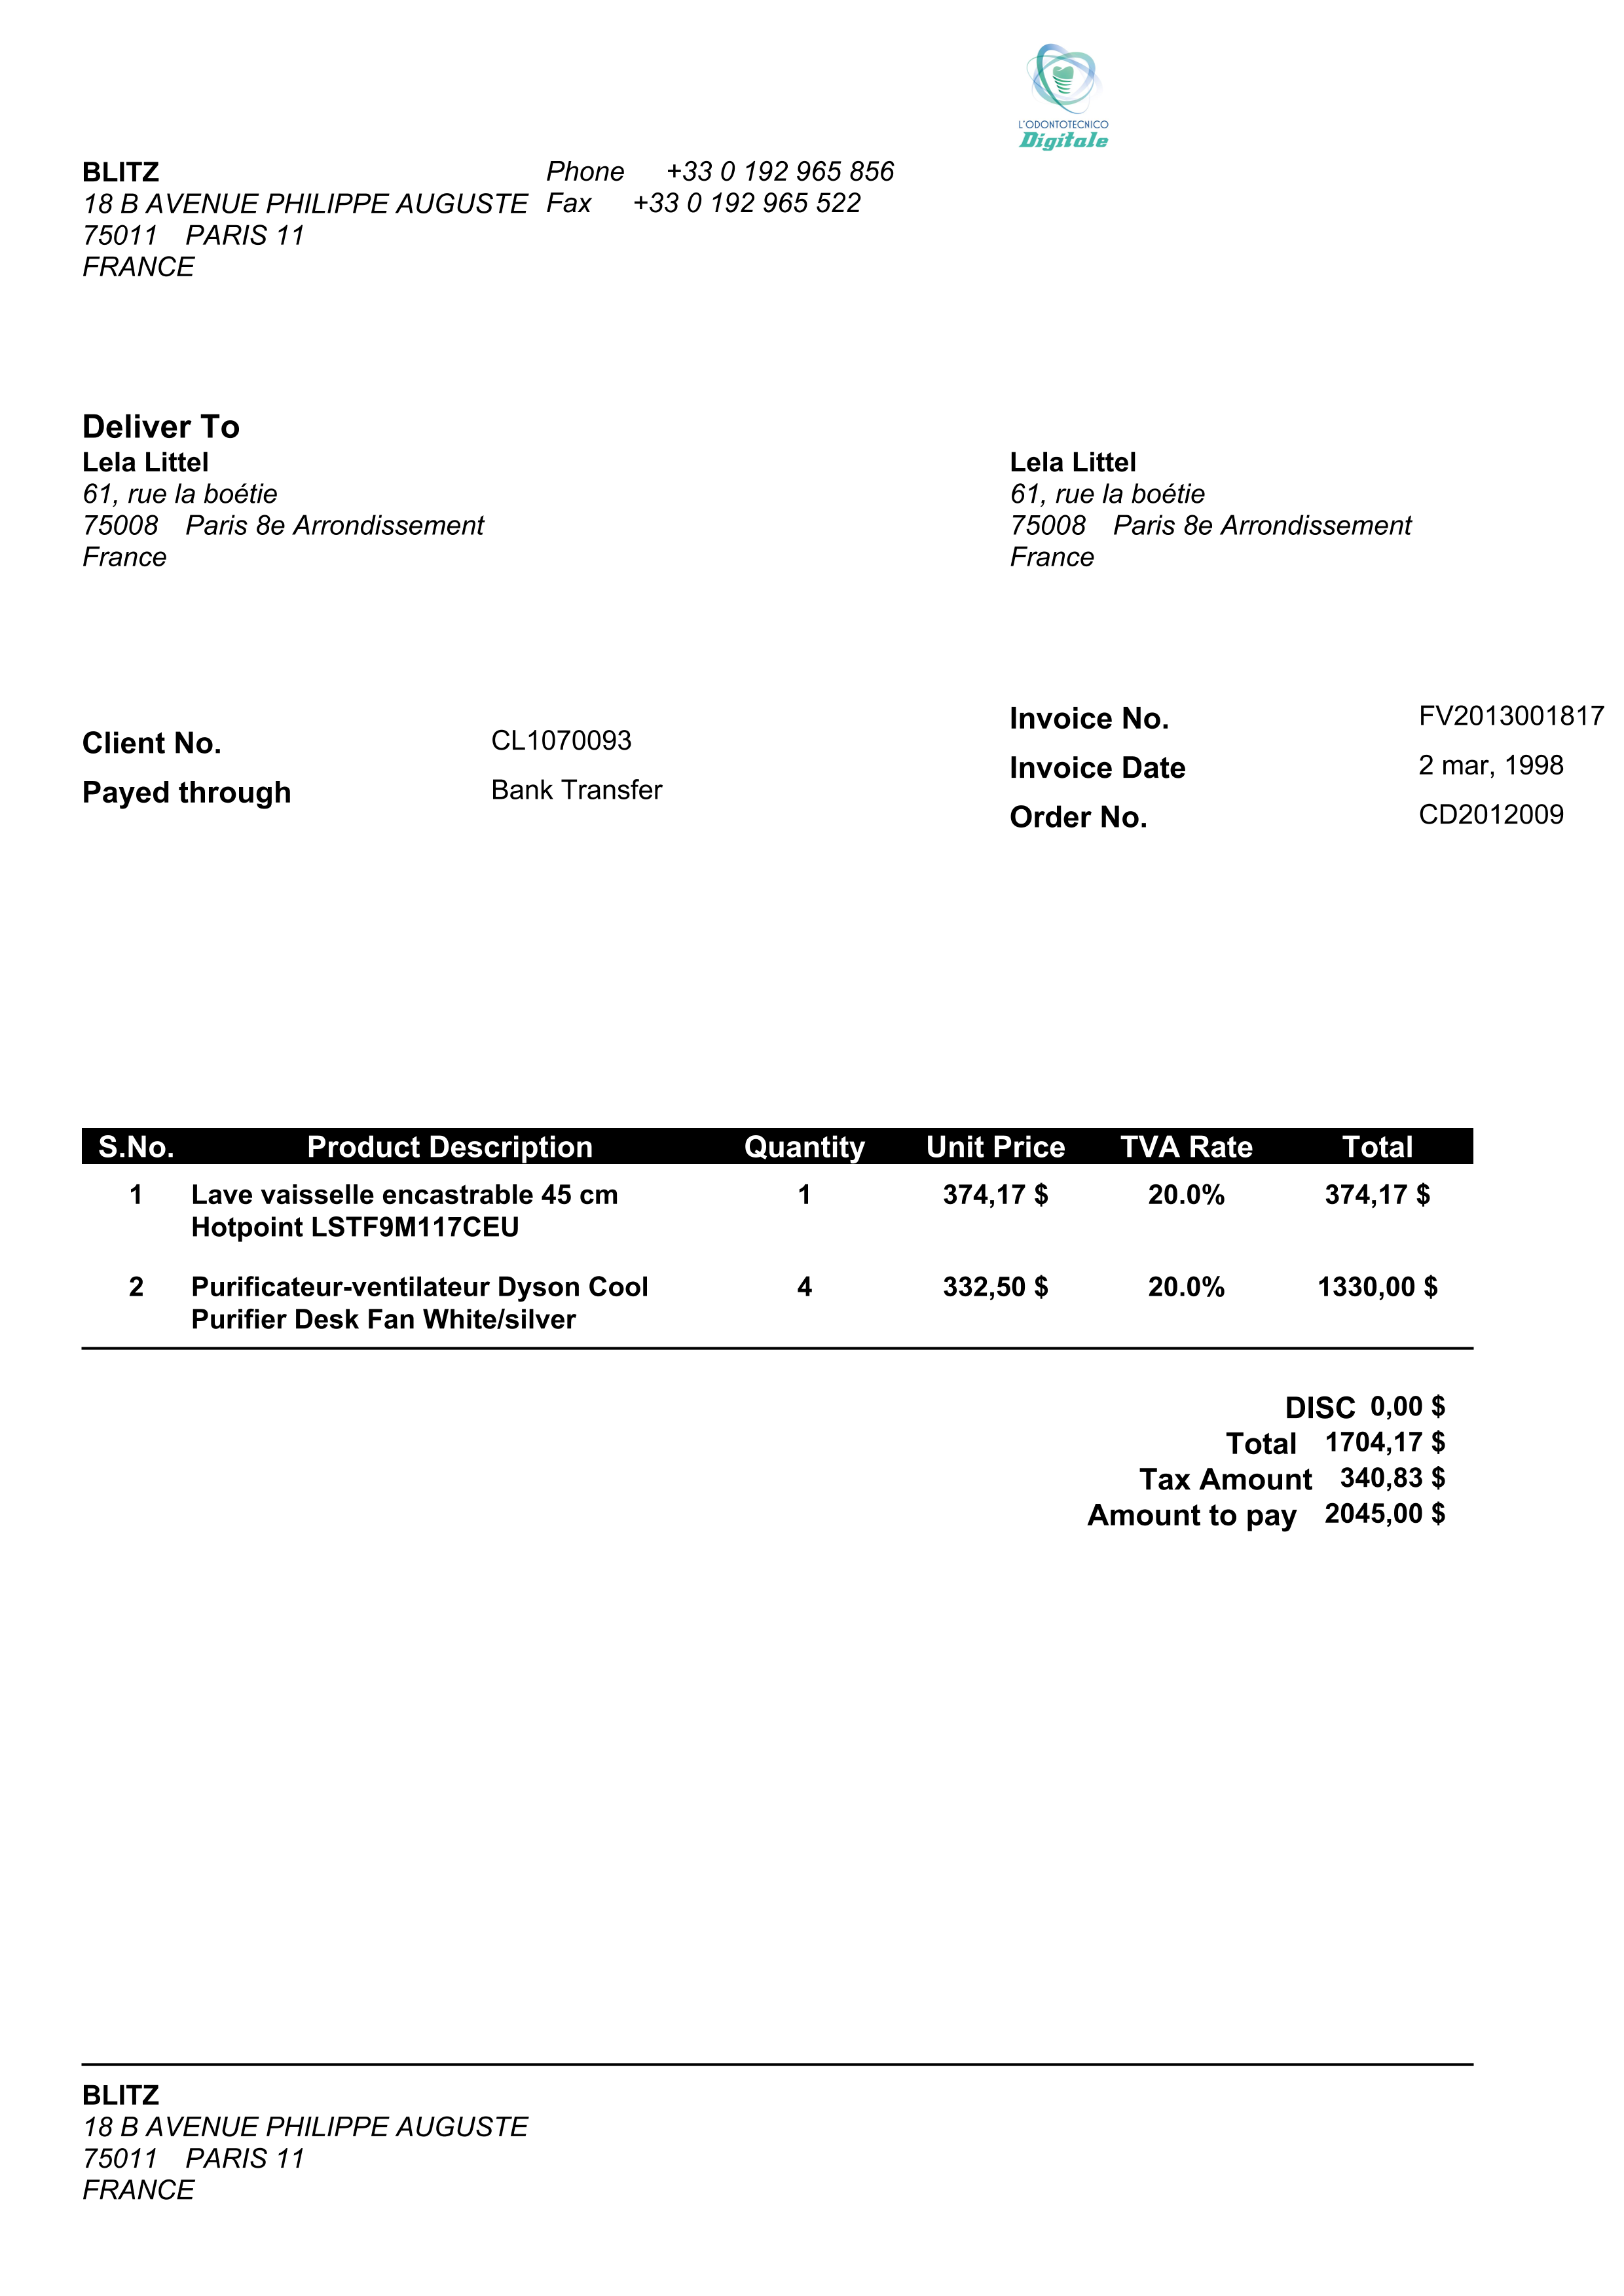 L'ODONTOTECNICO
Digitale
BLITZ
18 B AVENUE PHILIPPE AUGUSTE
75011 PARIS 11
FRANCE
Phone +33 0 192 965 856
Fax +33 0 192 965 522
Deliver To
Lela Littel
61, rue la boétie
75008 Paris 8e Arrondissement
France
Lela Littel
61, rue la boétie
75008 Paris 8e Arrondissement
France
Client No. CL1070093
Payed through Bank Transfer
Invoice No. FV2013001817
Invoice Date 2 mar, 1998
Order No. CD2012009
S.No. Product Description Quantity Unit Price TVA Rate Total
1 Lave vaisselle encastrable 45 cm 1 374,17 $ 20.0% 374,17 $
Hotpoint LSTF9M117CEU
2 Purificateur-ventilateur Dyson Cool 4 332,50 $ 20.0% 1330,00 $
Purifier Desk Fan White/silver
DISC 0,00 $
Total 1704,17 $
Tax Amount 340,83 $
Amount to pay 2045,00 $
BLITZ
18 B AVENUE PHILIPPE AUGUSTE
75011 PARIS 11
FRANCE